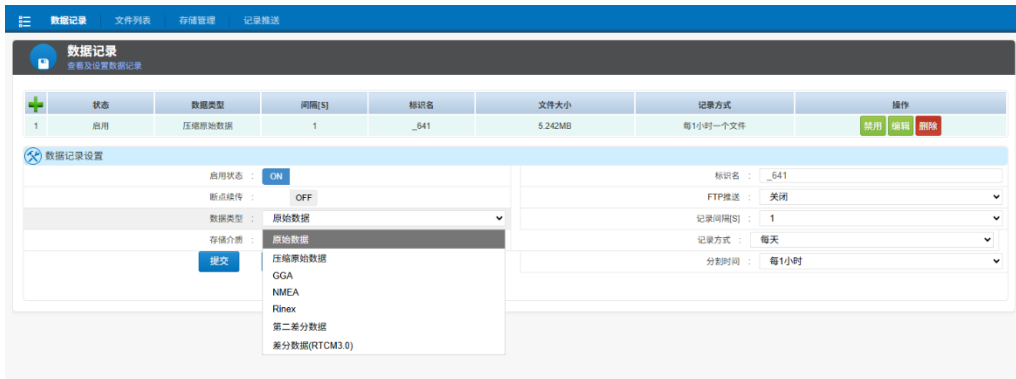 数据记录 文件列表 存储管理 记录推送
数据记录
查看及设置数据记录
状态 数据类型 间隔[S] 标识名 文件大小 记录方式 操作
1 启用 压缩原始数据 1 _641 5.242MB 每1小时一个文件 禁用 编辑 删除
数据记录设置
启用状态 : ON 标识名 : _641
断点续传 : OFF FTP推送 : 关闭
数据类型 : 原始数据 记录间隔[S] : 1
存储介质 : 记录方式 : 每天
提交 分割时间 : 每1小时
原始数据
压缩原始数据
GGA
NMEA
Rinex
第二差分数据
差分数据(RTCM3.0)